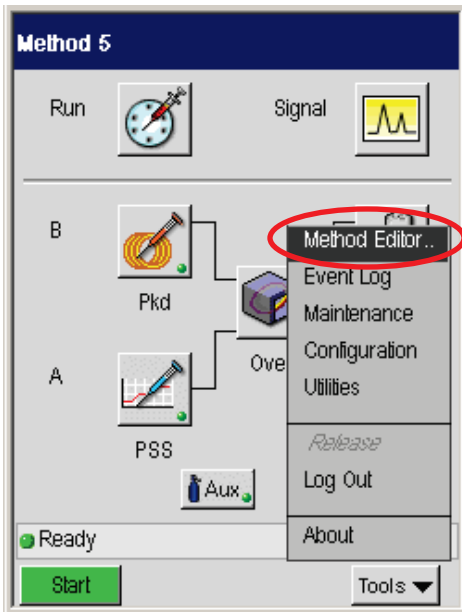 Method 5
Run
Signal
B
Pkd
A
PSS
Ove
Aux
Method Editor..
Event Log
Maintenance
Configuration
Utilities
Release
Log Out
About
Ready
Start
Tools